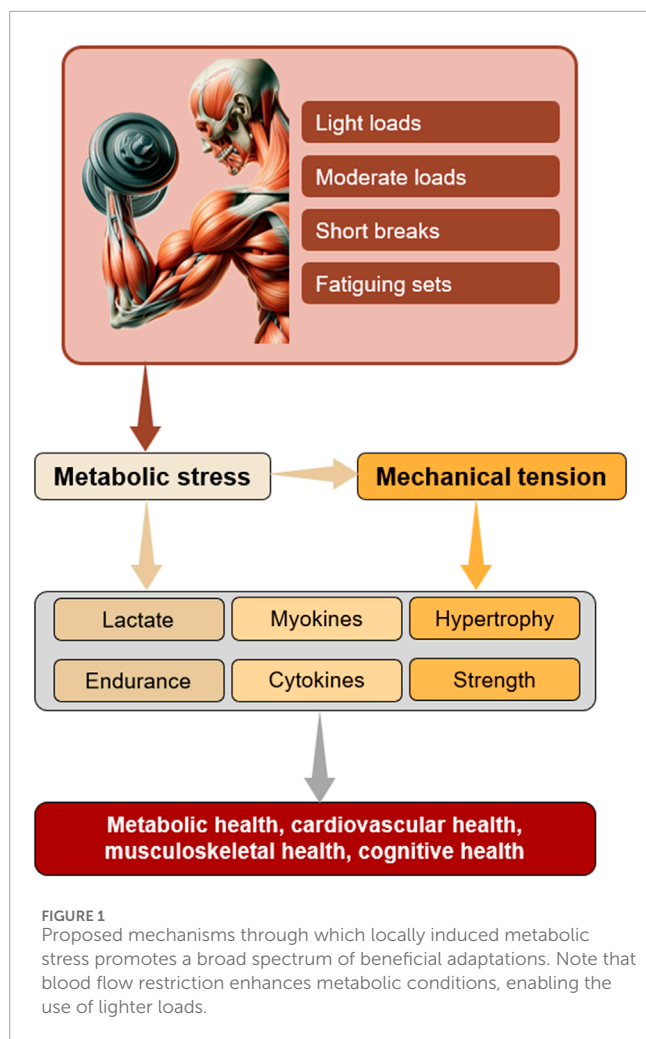 Light loads
Moderate loads
Short breaks
Fatiguing sets
Metabolic stress
Mechanical tension
Lactate
Myokines
Hypertrophy
Endurance
Cytokines
Strength
Metabolic health, cardiovascular health,
musculoskeletal health, cognitive health
FIGURE 1
Proposed mechanisms through which locally induced metabolic
stress promotes a broad spectrum of beneficial adaptations. Note that
blood flow restriction enhances metabolic conditions, enabling the
use of lighter loads.